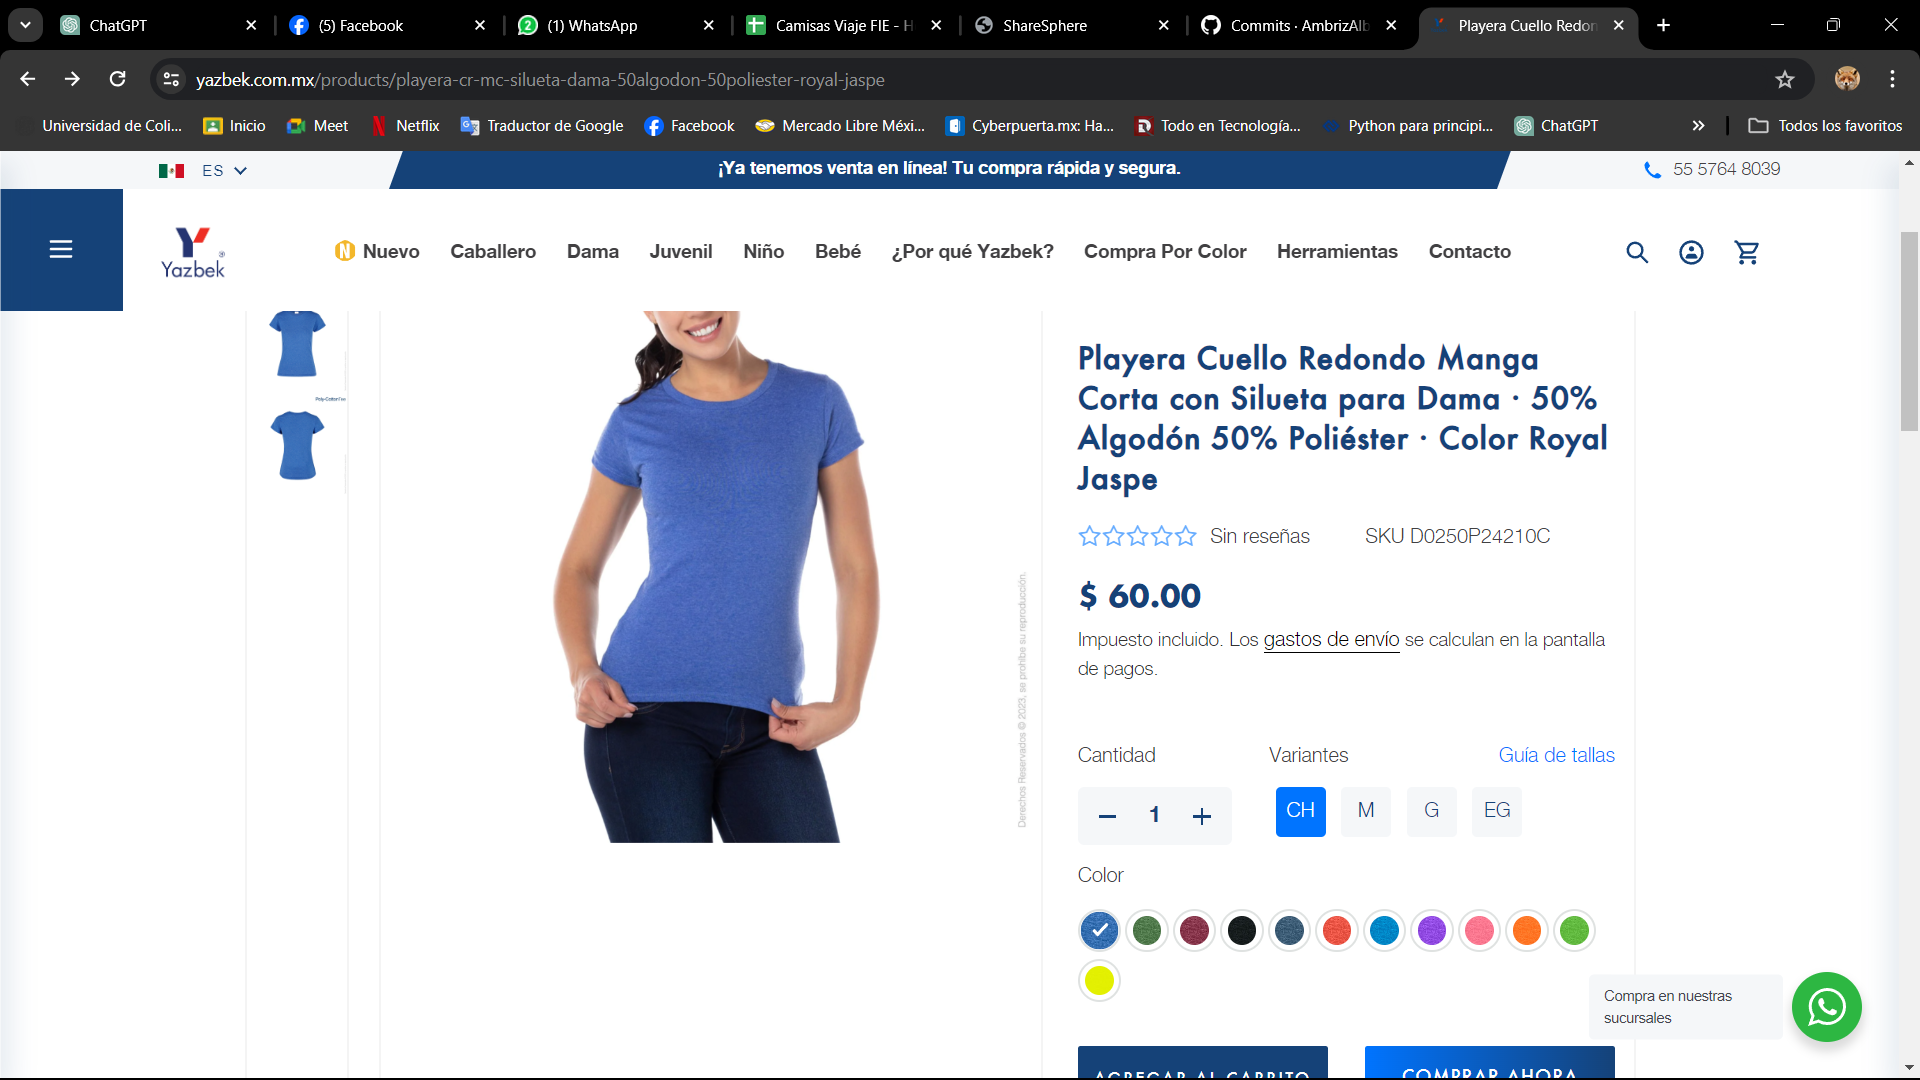 ChatGPT
(5) Facebook
(1) WhatsApp
Camisas Viaje FIE - H
ShareSphere
Commits · AmbrizAlb
Playera Cuello Redon
yazbek.com.mx/products/playera-cr-mc-silueta-dama-50algodon-50poliester-royal-jaspe
Universidad de Coli...
Inicio
Meet
Netflix
Traductor de Google
Facebook
Mercado Libre Méxi...
Cyberpuerta.mx: Ha...
Todo en Tecnología...
Python para principi...
ChatGPT
Todos los favoritos
ES
¡Ya tenemos venta en línea! Tu compra rápida y segura.
55 5764 8039
Yazbek
Nuevo
Caballero
Dama
Juvenil
Niño
Bebé
¿Por qué Yazbek?
Compra Por Color
Herramientas
Contacto
Derechos Reservados © 2023, se prohíbe su reproducción.
Playera Cuello Redondo Manga
Corta con Silueta para Dama · 50%
Algodón 50% Poliéster · Color Royal
Jaspe
Sin reseñas
SKU D0250P24210C
$ 60.00
Impuesto incluido. Los gastos de envío se calculan en la pantalla
de pagos.
Cantidad
Variantes
Guía de tallas
1
CH
M
G
EG
Color
Compra en nuestras
sucursales
AGREGAR AL CARRITO
COMPRAR AHORA